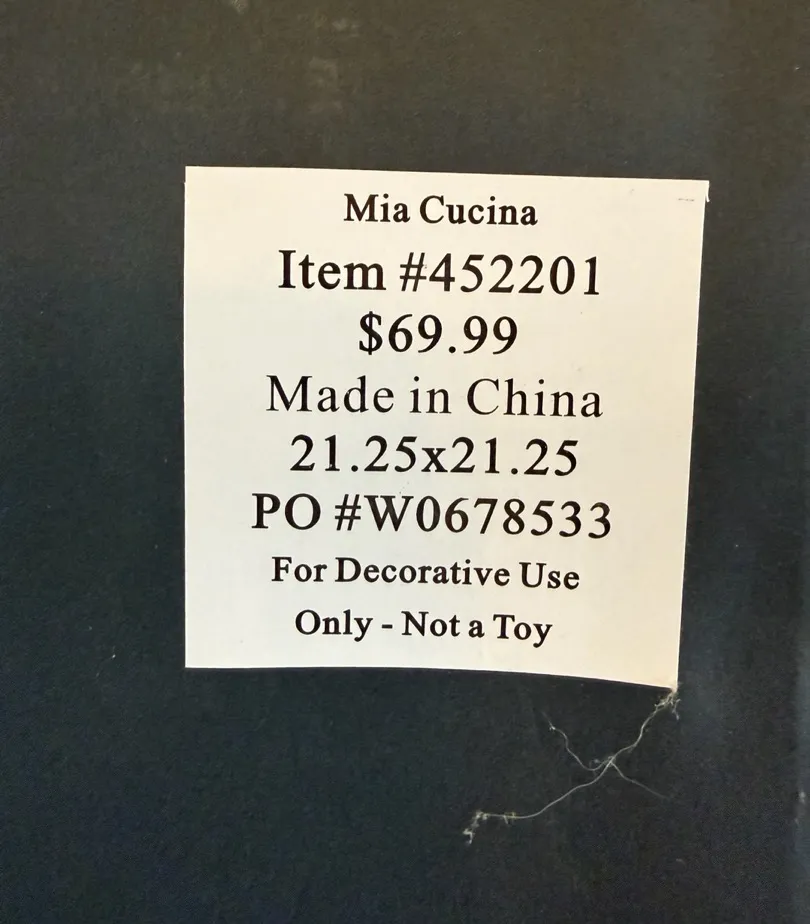 Mia Cucina
Item #452201
$69.99
Made in China
21.25x21.25
PO #W0678533
For Decorative Use
Only - Not a Toy